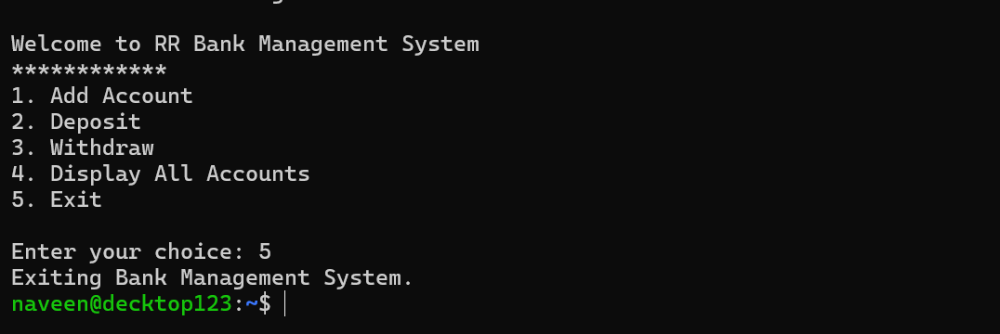 Welcome to RR Bank Management System
************
1. Add Account
2. Deposit
3. Withdraw
4. Display All Accounts
5. Exit
Enter your choice: 5
Exiting Bank Management System.
naveen@decktop123:~$